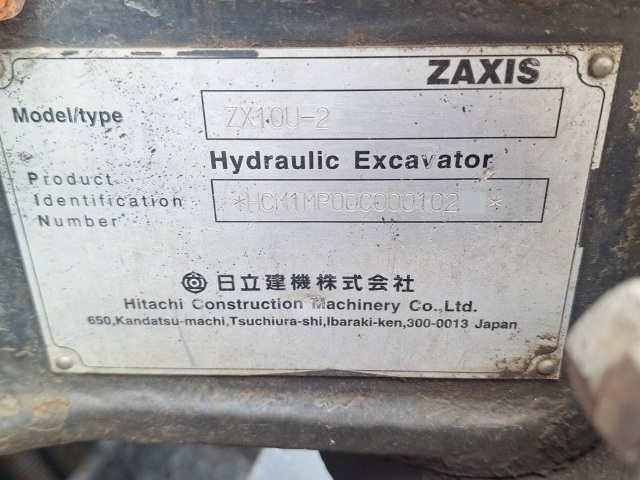 ZAXIS
Model/type ZX10U-2
Hydraulic Excavator
Product
Identification
Number
*HCM1MP00C000102 *
日立建機株式会社
Hitachi Construction Machinery Co.,Ltd.
650,Kandatsu-machi,Tsuchiura-shi,Ibaraki-ken,300-0013 Japan